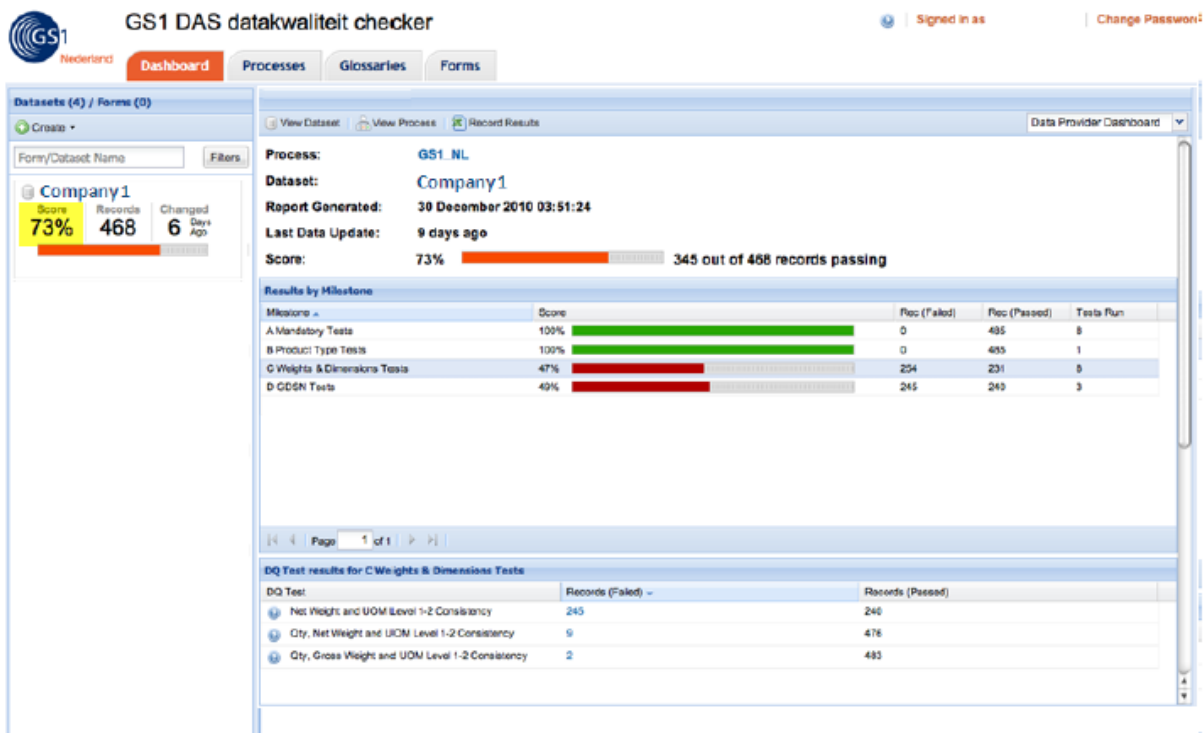 GS1
Nederland
GS1 DAS datakwaliteit checker
Signed in as
Change Password
Dashboard
Processes
Glossaries
Forms
Datasets (4) / Forms (0)
Create
Form/Dataset Name
Filters
Company1
Score Records Changed
73% 468 6 Days Ago
View Dataset
View Process
Record Results
Data Provider Dashboard
Process: GS1_NL
Dataset: Company1
Report Generated: 30 December 2010 03:51:24
Last Data Update: 9 days ago
Score: 73% 345 out of 468 records passing
Results by Milestone
Milestone Score Rec (Failed) Rec (Passed) Tests Run
A Mandatory Tests 100% 0 485 8
B Product Type Tests 100% 0 485 1
C Weights & Dimensions Tests 47% 254 231 8
D GDSN Tests 49% 245 240 3
Page 1 of 1
DQ Test results for C Weights & Dimensions Tests
DQ Test Records (Failed) Records (Passed)
Net Weight and UOM Level 1-2 Consistency 245 240
Qty, Net Weight and UOM Level 1-2 Consistency 9 476
Qty, Gross Weight and UOM Level 1-2 Consistency 2 483